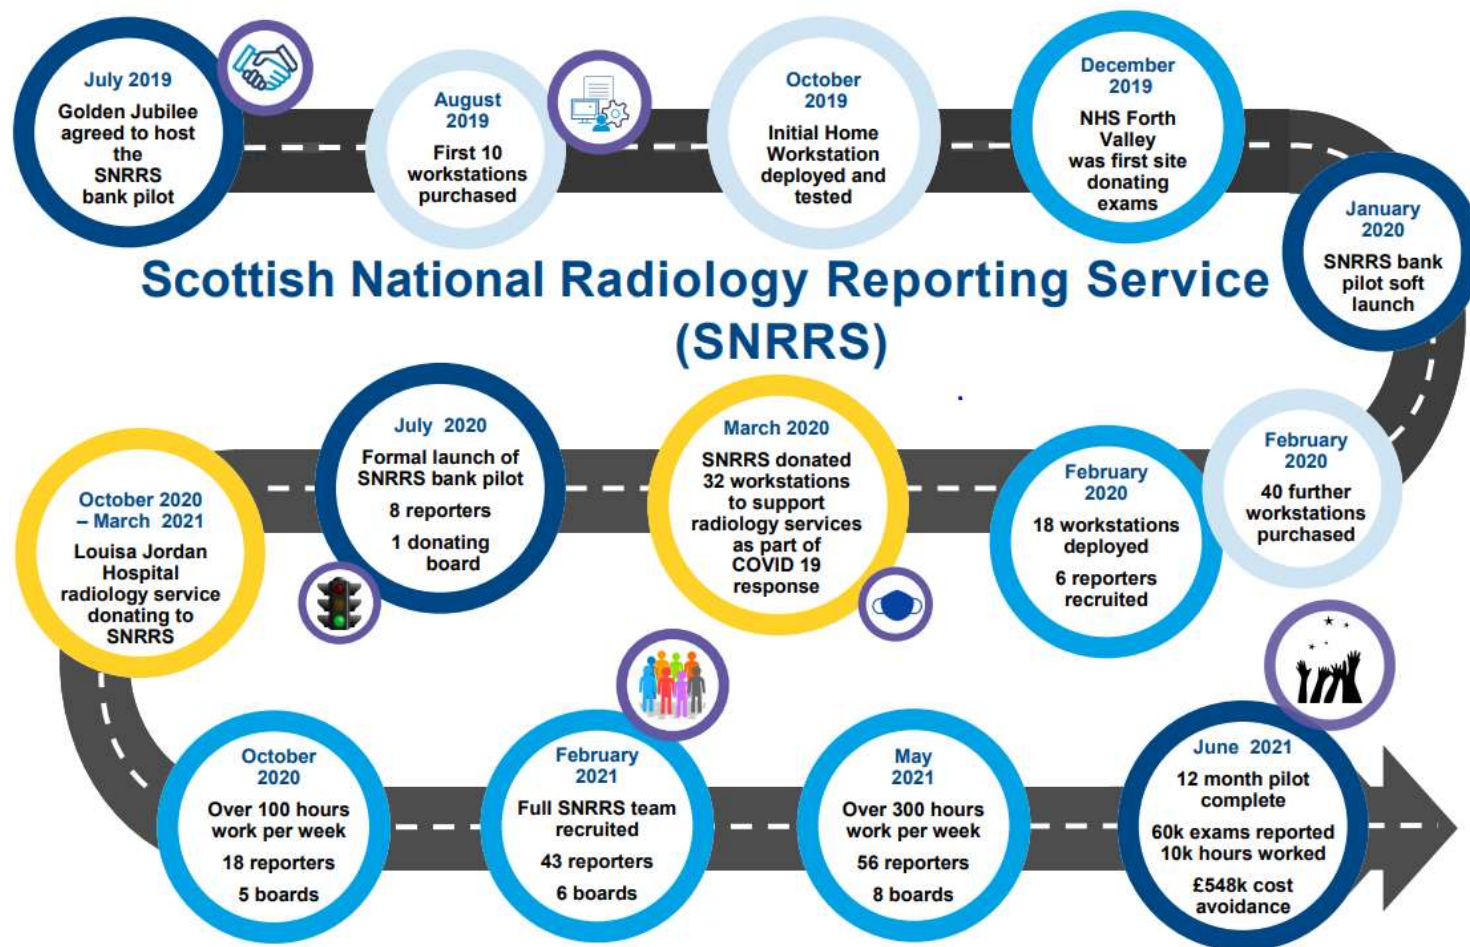 July 2019
Golden Jubilee
agreed to host
the
SNRRS
bank pilot
August
2019
First 10
workstations
purchased
October
2019
Initial Home
Workstation
deployed and
tested
December
2019
NHS Forth
Valley
was first site
donating
exams
January
2020
SNRRS bank
pilot soft
launch
Scottish National Radiology Reporting Service
(SNRRS)
February
2020
40 further
workstations
purchased
February
2020
18 workstations
deployed
6 reporters
recruited
March 2020
SNRRS donated
32 workstations
to support
radiology services
as part of
COVID 19
response
July 2020
Formal launch of
SNRRS bank pilot
8 reporters
1 donating
board
October 2020
– March 2021
Louisa Jordan
Hospital
radiology service
donating to
SNRRS
October
2020
Over 100 hours
work per week
18 reporters
5 boards
February
2021
Full SNRRS team
recruited
43 reporters
6 boards
May
2021
Over 300 hours
work per week
56 reporters
8 boards
June 2021
12 month pilot
complete
60k exams reported
10k hours worked
£548k cost
avoidance